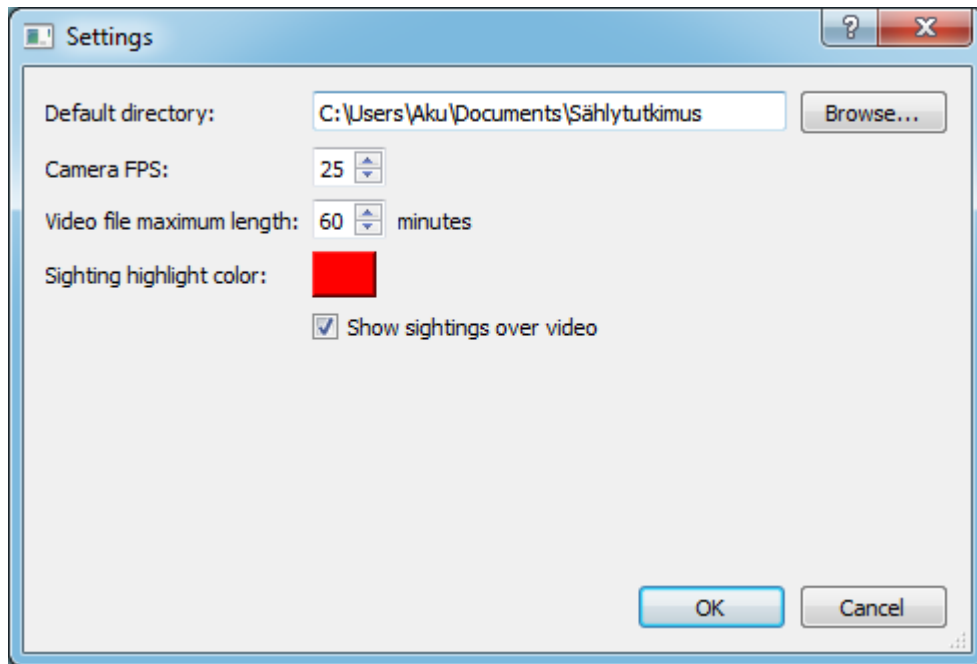 Settings
Default directory: C:\Users\Aku\Documents\Sählytutkimus Browse...
Camera FPS: 25
Video file maximum length: 60 minutes
Sighting highlight color:
Show sightings over video
OK Cancel